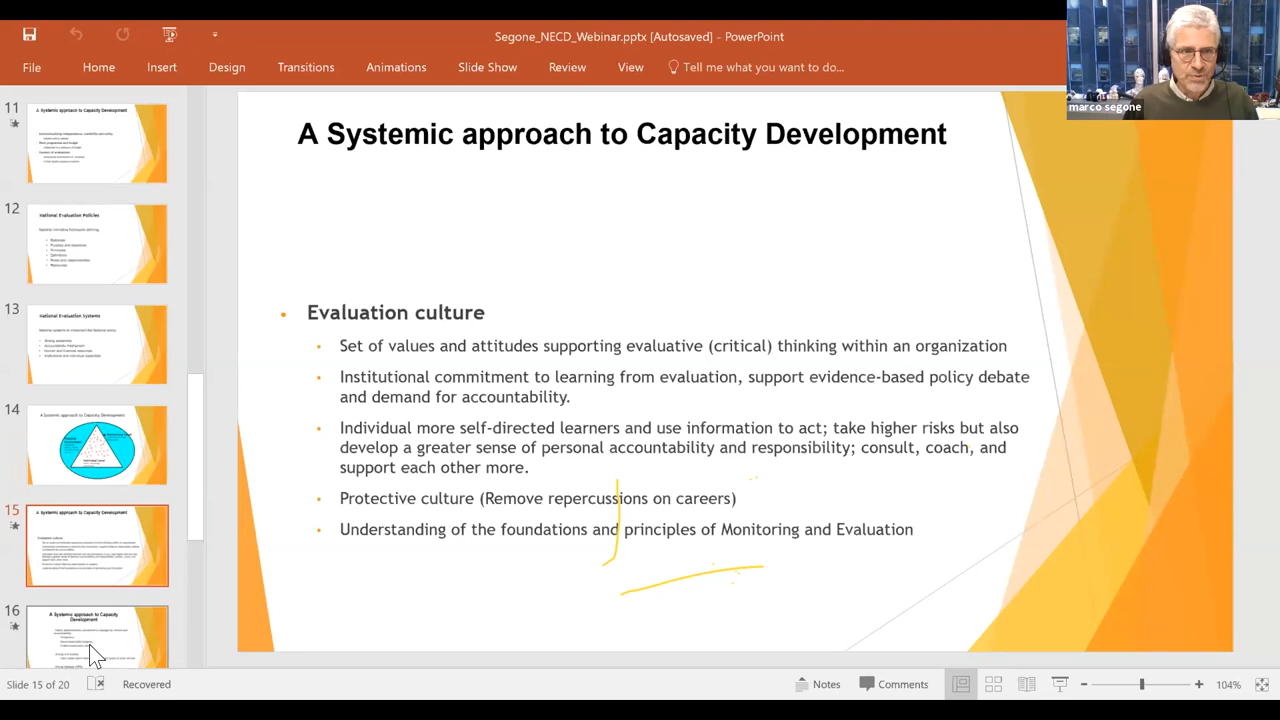 Segone_NECD_Webinar.pptx [Autosaved] - PowerPoint
File Home Insert Design Transitions Animations Slide Show Review View Tell me what you want to do...
marco segone
11
A Systemic approach to Capacity Development
12
National Evaluation Policies
13
National Evaluation Systems
14
A Systemic approach to Capacity Development
15
A Systemic approach to Capacity Development
16
A Systemic approach to Capacity
Development
A Systemic approach to Capacity Development
• Evaluation culture
• Set of values and attitudes supporting evaluative (critical) thinking within an organization
• Institutional commitment to learning from evaluation, support evidence-based policy debate
and demand for accountability.
• Individual more self-directed learners and use information to act; take higher risks but also
develop a greater sense of personal accountability and responsibility; consult, coach, and
support each other more.
• Protective culture (Remove repercussions on careers)
• Understanding of the foundations and principles of Monitoring and Evaluation
Slide 15 of 20 Recovered Notes Comments 104%